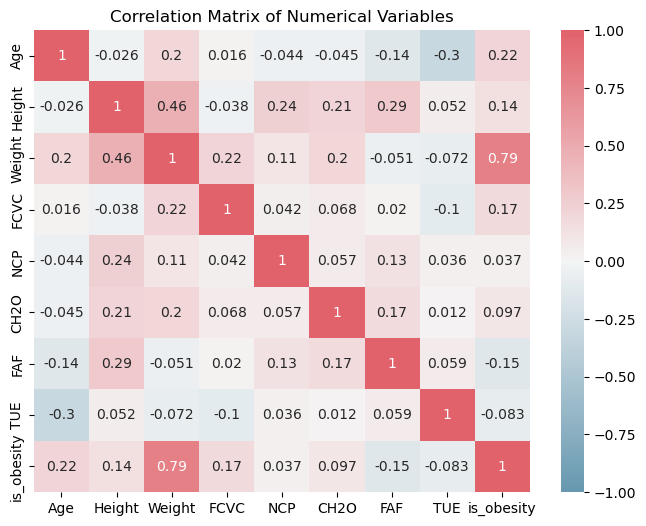 Correlation Matrix of Numerical Variables
Age 1 -0.026 0.2 0.016 -0.044 -0.045 -0.14 -0.3 0.22
Height -0.026 1 0.46 -0.038 0.24 0.21 0.29 0.052 0.14
Weight 0.2 0.46 1 0.22 0.11 0.2 -0.051 -0.072 0.79
FCVC 0.016 -0.038 0.22 1 0.042 0.068 0.02 -0.1 0.17
NCP -0.044 0.24 0.11 0.042 1 0.057 0.13 0.036 0.037
CH2O -0.045 0.21 0.2 0.068 0.057 1 0.17 0.012 0.097
FAF -0.14 0.29 -0.051 0.02 0.13 0.17 1 0.059 -0.15
TUE -0.3 0.052 -0.072 -0.1 0.036 0.012 0.059 1 -0.083
is_obesity 0.22 0.14 0.79 0.17 0.037 0.097 -0.15 -0.083 1
Age Height Weight FCVC NCP CH2O FAF TUE is_obesity
1.00
0.75
0.50
0.25
0.00
−0.25
−0.50
−0.75
−1.00